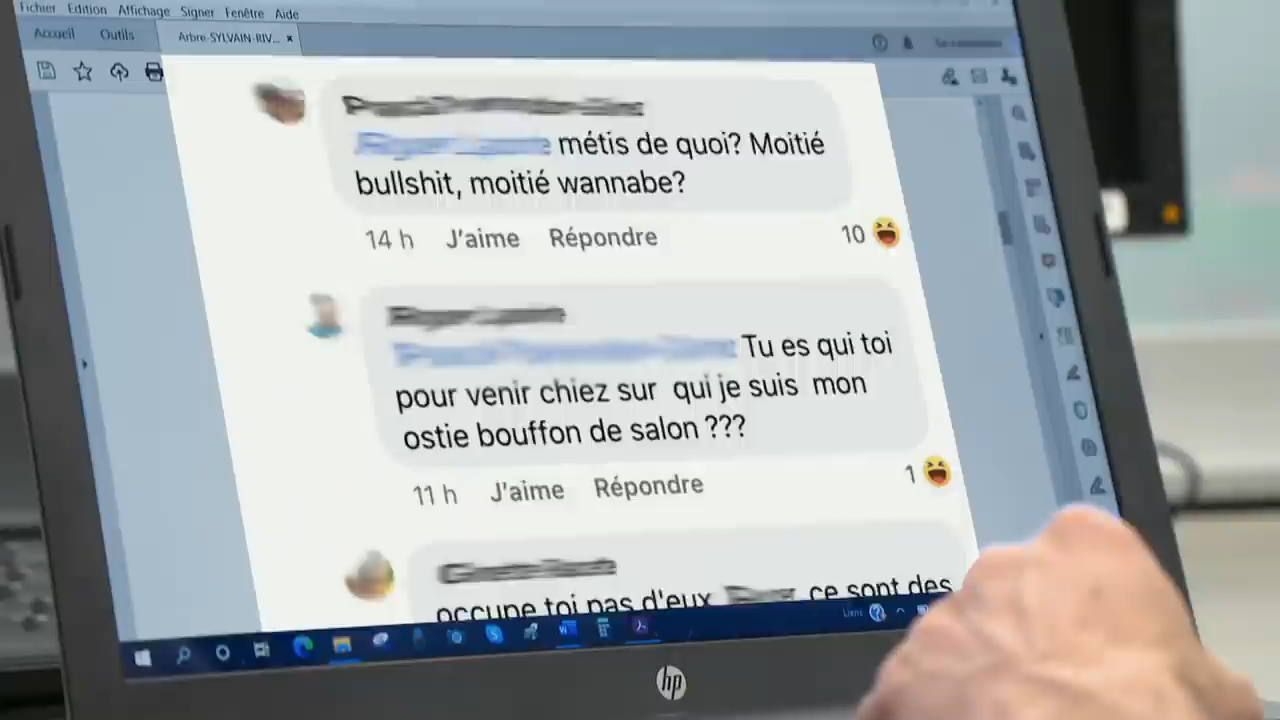 Fichier Edition Affichage Signer Fenêtre Aide
Accueil Outils Arbre-SYLVAIN-RIV... ×
métis de quoi? Moitié
bullshit, moitié wannabe?
14 h J'aime Répondre 10
Tu es qui toi
pour venir chiez sur qui je suis mon
ostie bouffon de salon ???
11 h J'aime Répondre 1
occupe toi pas d'eux ce sont des
Liens
hp